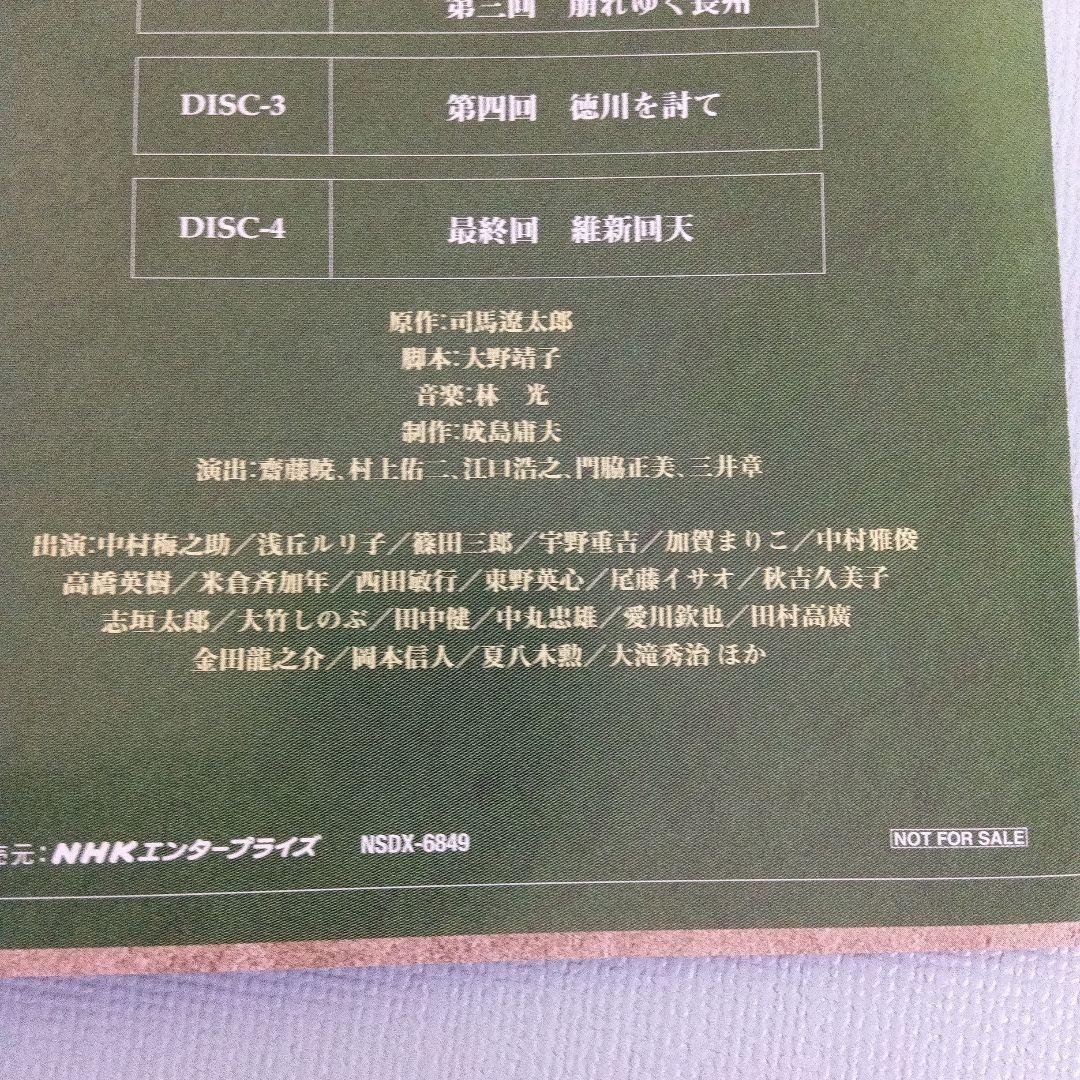 第三回　崩れゆく長州
DISC-3　第四回　徳川を討て
DISC-4　最終回　維新回天
原作:司馬遼太郎
脚本:大野靖子
音楽:林　光
制作:成島庸夫
演出:齋藤暁、村上佑二、江口浩之、門脇正美、三井章
出演:中村梅之助／浅丘ルリ子／篠田三郎／宇野重吉／加賀まりこ／中村雅俊
高橋英樹／米倉斉加年／西田敏行／東野英心／尾藤イサオ／秋吉久美子
志垣太郎／大竹しのぶ／田中健／中丸忠雄／愛川欽也／田村高廣
金田龍之介／岡本信人／夏八木勲／大滝秀治 ほか
売元:NHKエンタープライズ　NSDX-6849　NOT FOR SALE